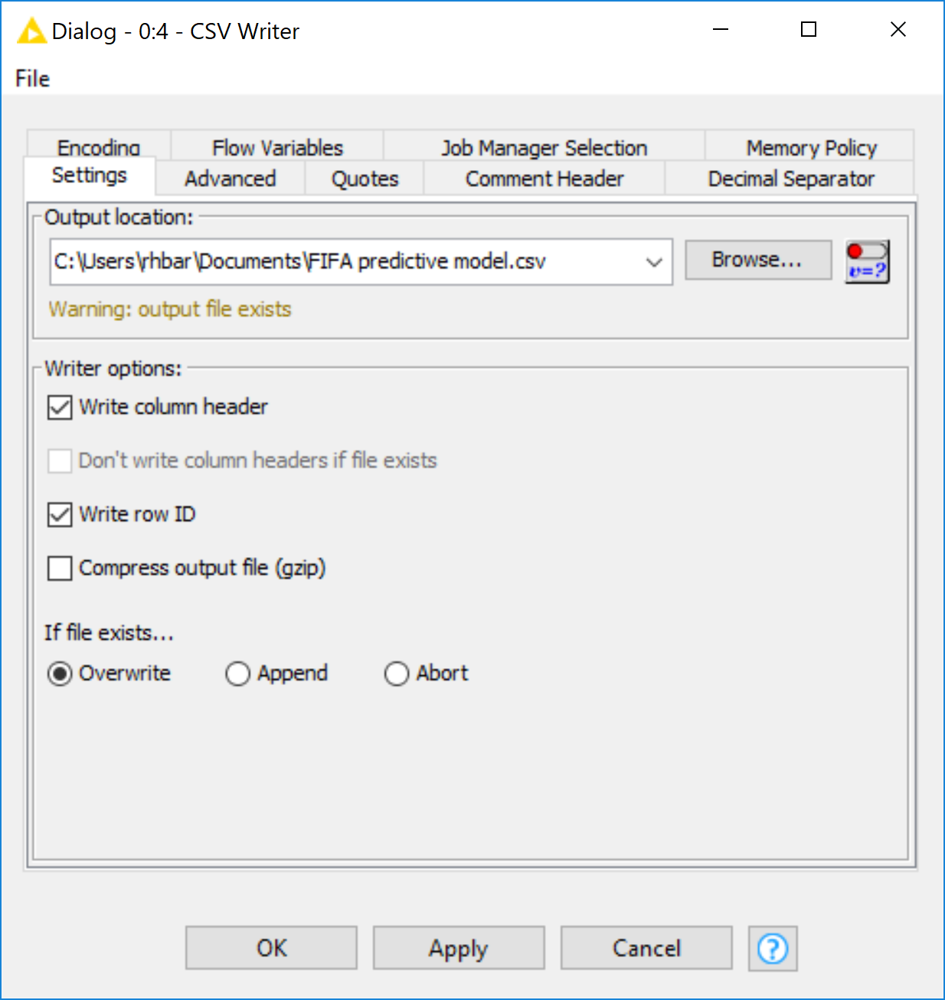 Dialog - 0:4 - CSV Writer
File
Encoding Flow Variables Job Manager Selection Memory Policy
Settings Advanced Quotes Comment Header Decimal Separator
Output location:
C:\Users\rhbar\Documents\FIFA predictive model.csv Browse... v=?
Warning: output file exists
Writer options:
Write column header
Don't write column headers if file exists
Write row ID
Compress output file (gzip)
If file exists...
Overwrite Append Abort
OK Apply Cancel ?